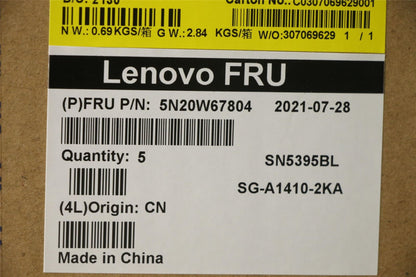 D/C: 2130 Carton No.: C0307069629001
N W.: 0.69 KGS/箱 G W.: 2.84 KGS/箱 W/O:307069629 1 / 1
Lenovo FRU
(P)FRU P/N: 5N20W67804 2021-07-28
Quantity: 5 SN5395BL
SG-A1410-2KA
(4L)Origin: CN
Made in China